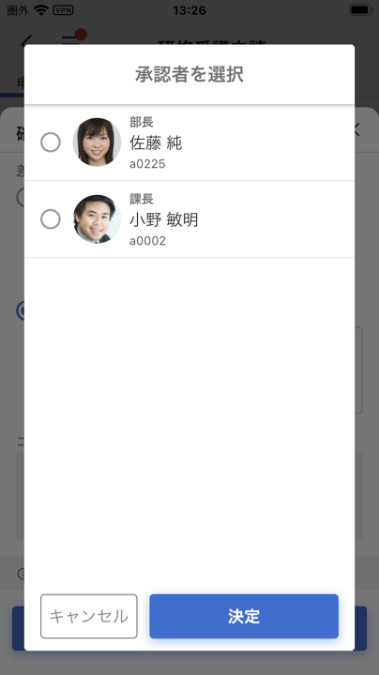 圏外 VPN 13:26
承認者を選択
部長
佐藤 純
a0225
課長
小野 敏明
a0002
キャンセル 決定